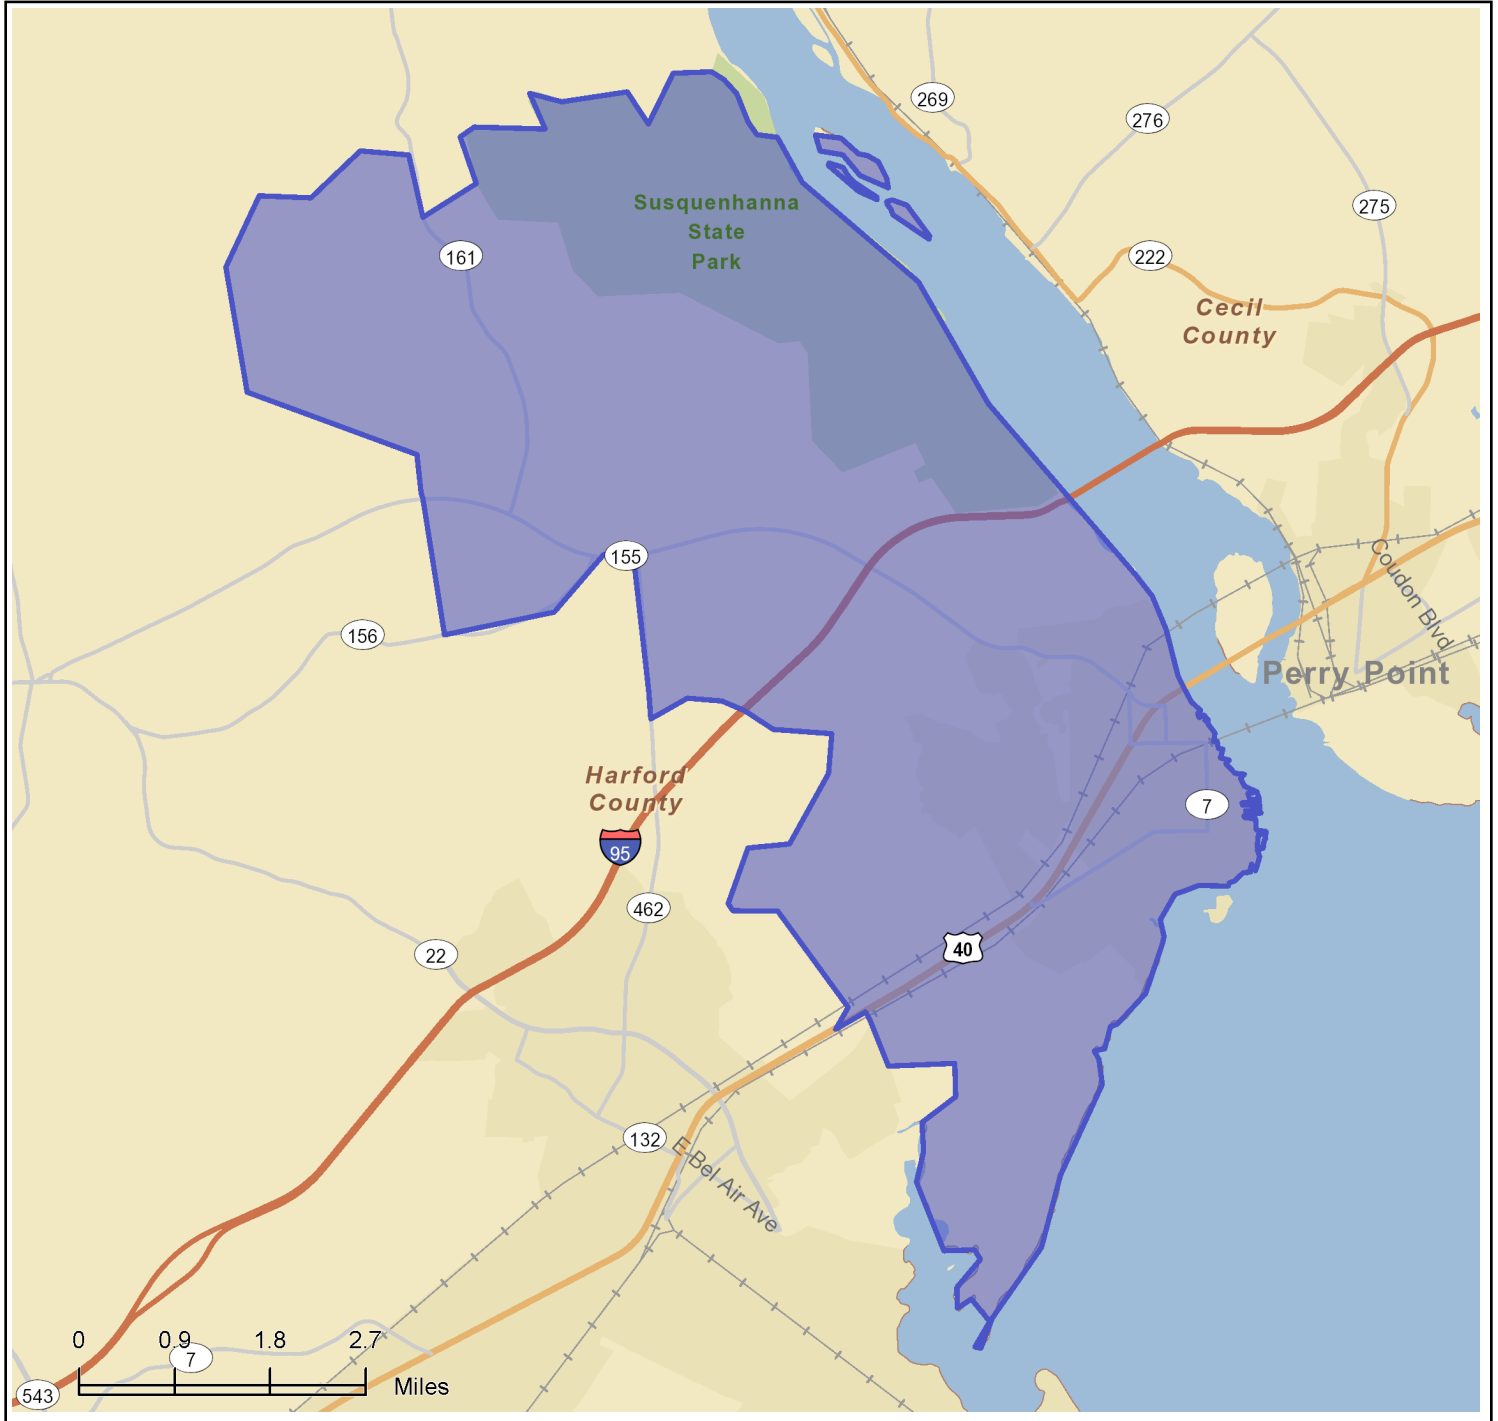 269
276
275
Susquenhanna
State
Park
161
222
Cecil
County
155
Coudon Blvd
156
Perry Point
Harford
County
7
95
462
40
22
132
E Bel Air Ave
0 0.9 1.8 2.7
7
Miles
543